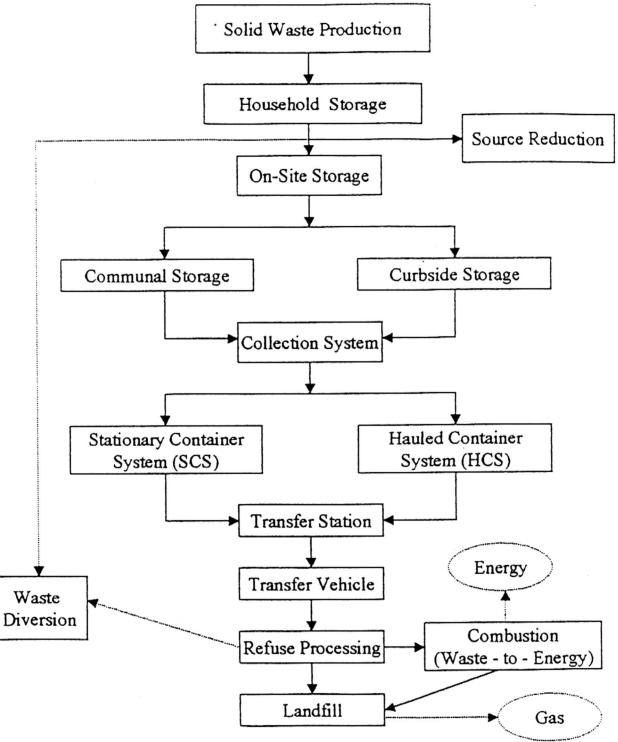 Solid Waste Production
Household Storage
Source Reduction
On-Site Storage
Communal Storage
Curbside Storage
Collection System
Stationary Container
System (SCS)
Hauled Container
System (HCS)
Transfer Station
Energy
Transfer Vehicle
Waste
Diversion
Refuse Processing
Combustion
(Waste - to - Energy)
Landfill
Gas